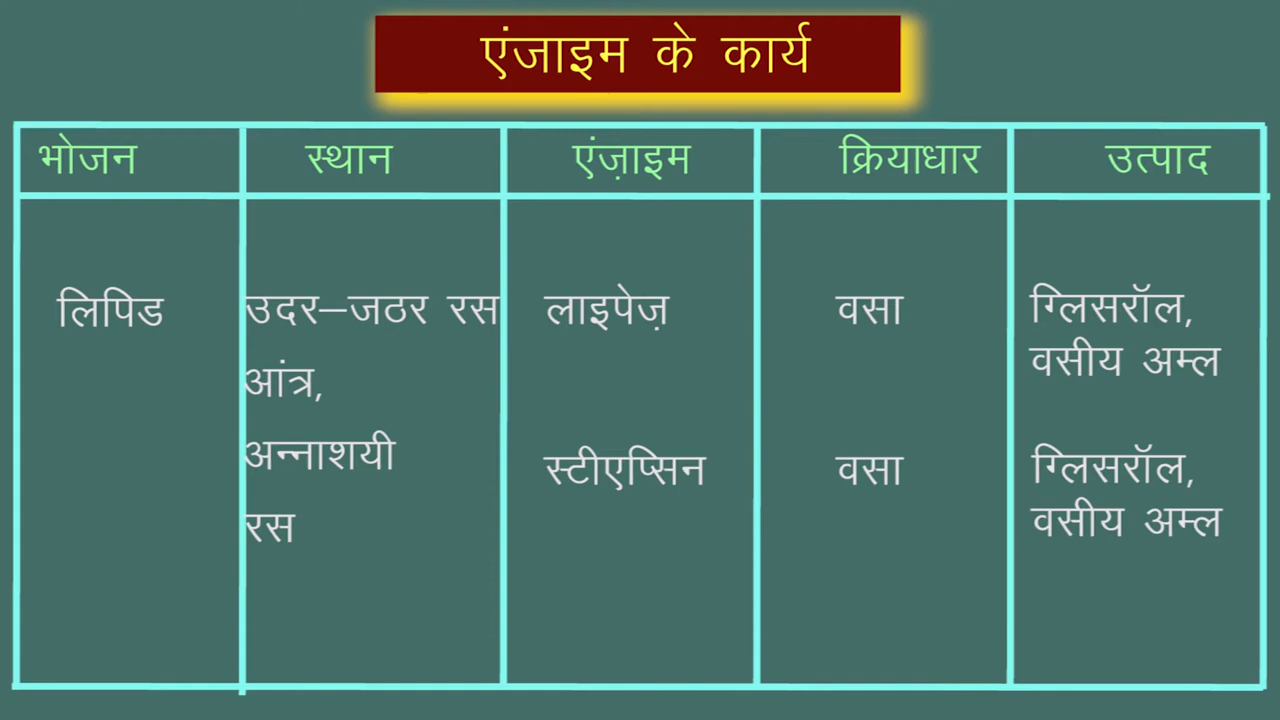 एंजाइम के कार्य
भोजन स्थान एंज़ाइम क्रियाधार उत्पाद
लिपिड उदर–जठर रस लाइपेज़ वसा ग्लिसरॉल,
वसीय अम्ल
आंत्र,
अन्नाशयी स्टीएप्सिन वसा ग्लिसरॉल,
रस वसीय अम्ल